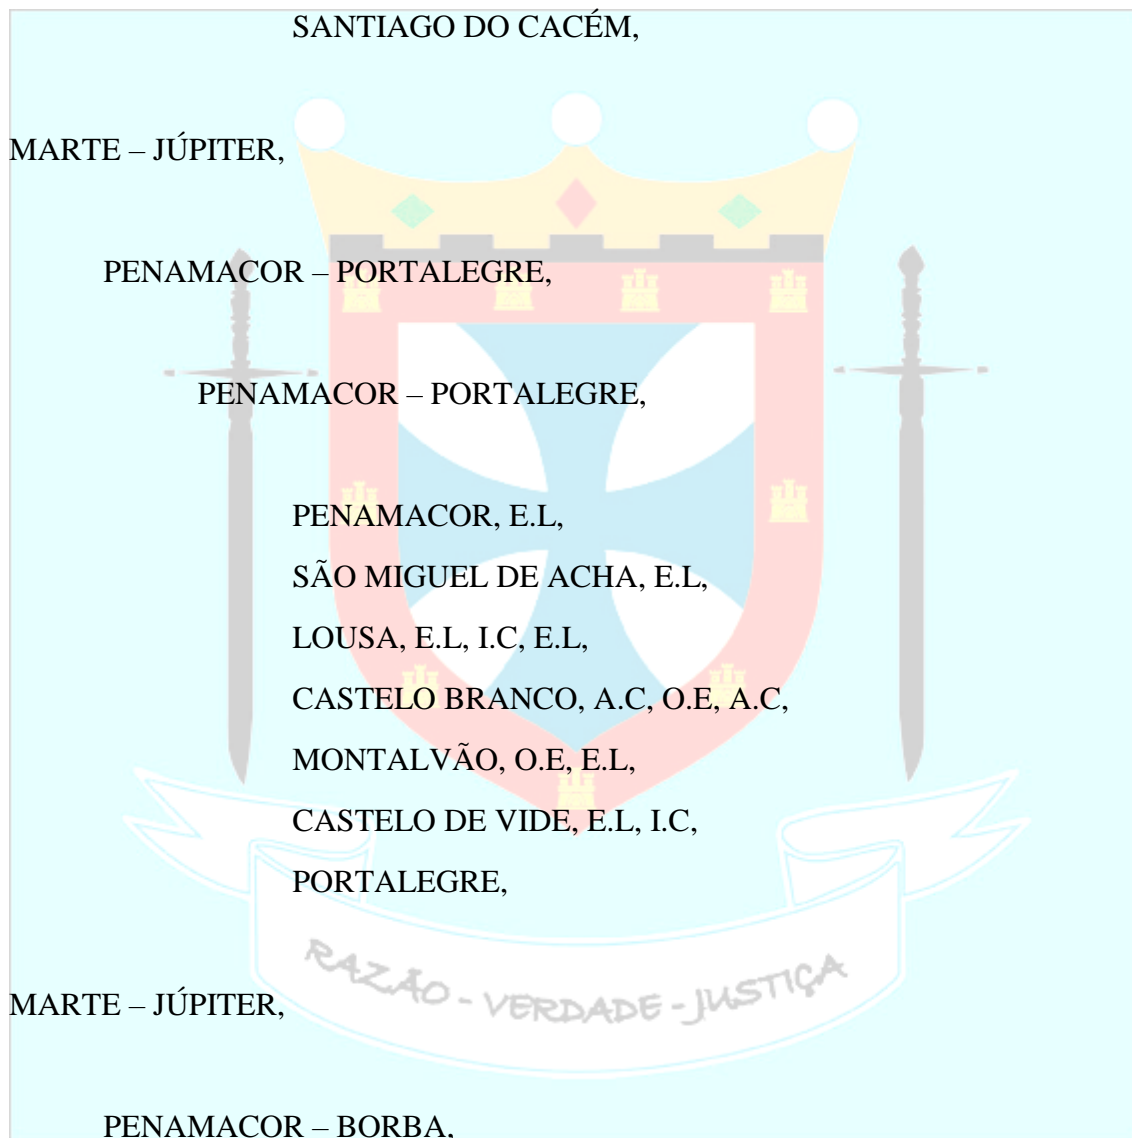 SANTIAGO DO CACÉM,
MARTE – JÚPITER,
PENAMACOR – PORTALEGRE,
PENAMACOR – PORTALEGRE,
PENAMACOR, E.L,
SÃO MIGUEL DE ACHA, E.L,
LOUSA, E.L, I.C, E.L,
CASTELO BRANCO, A.C, O.E, A.C,
MONTALVÃO, O.E, E.L,
CASTELO DE VIDE, E.L, I.C,
PORTALEGRE,
RAZÃO - VERDADE - JUSTIÇA
MARTE – JÚPITER,
PENAMACOR – BORBA,